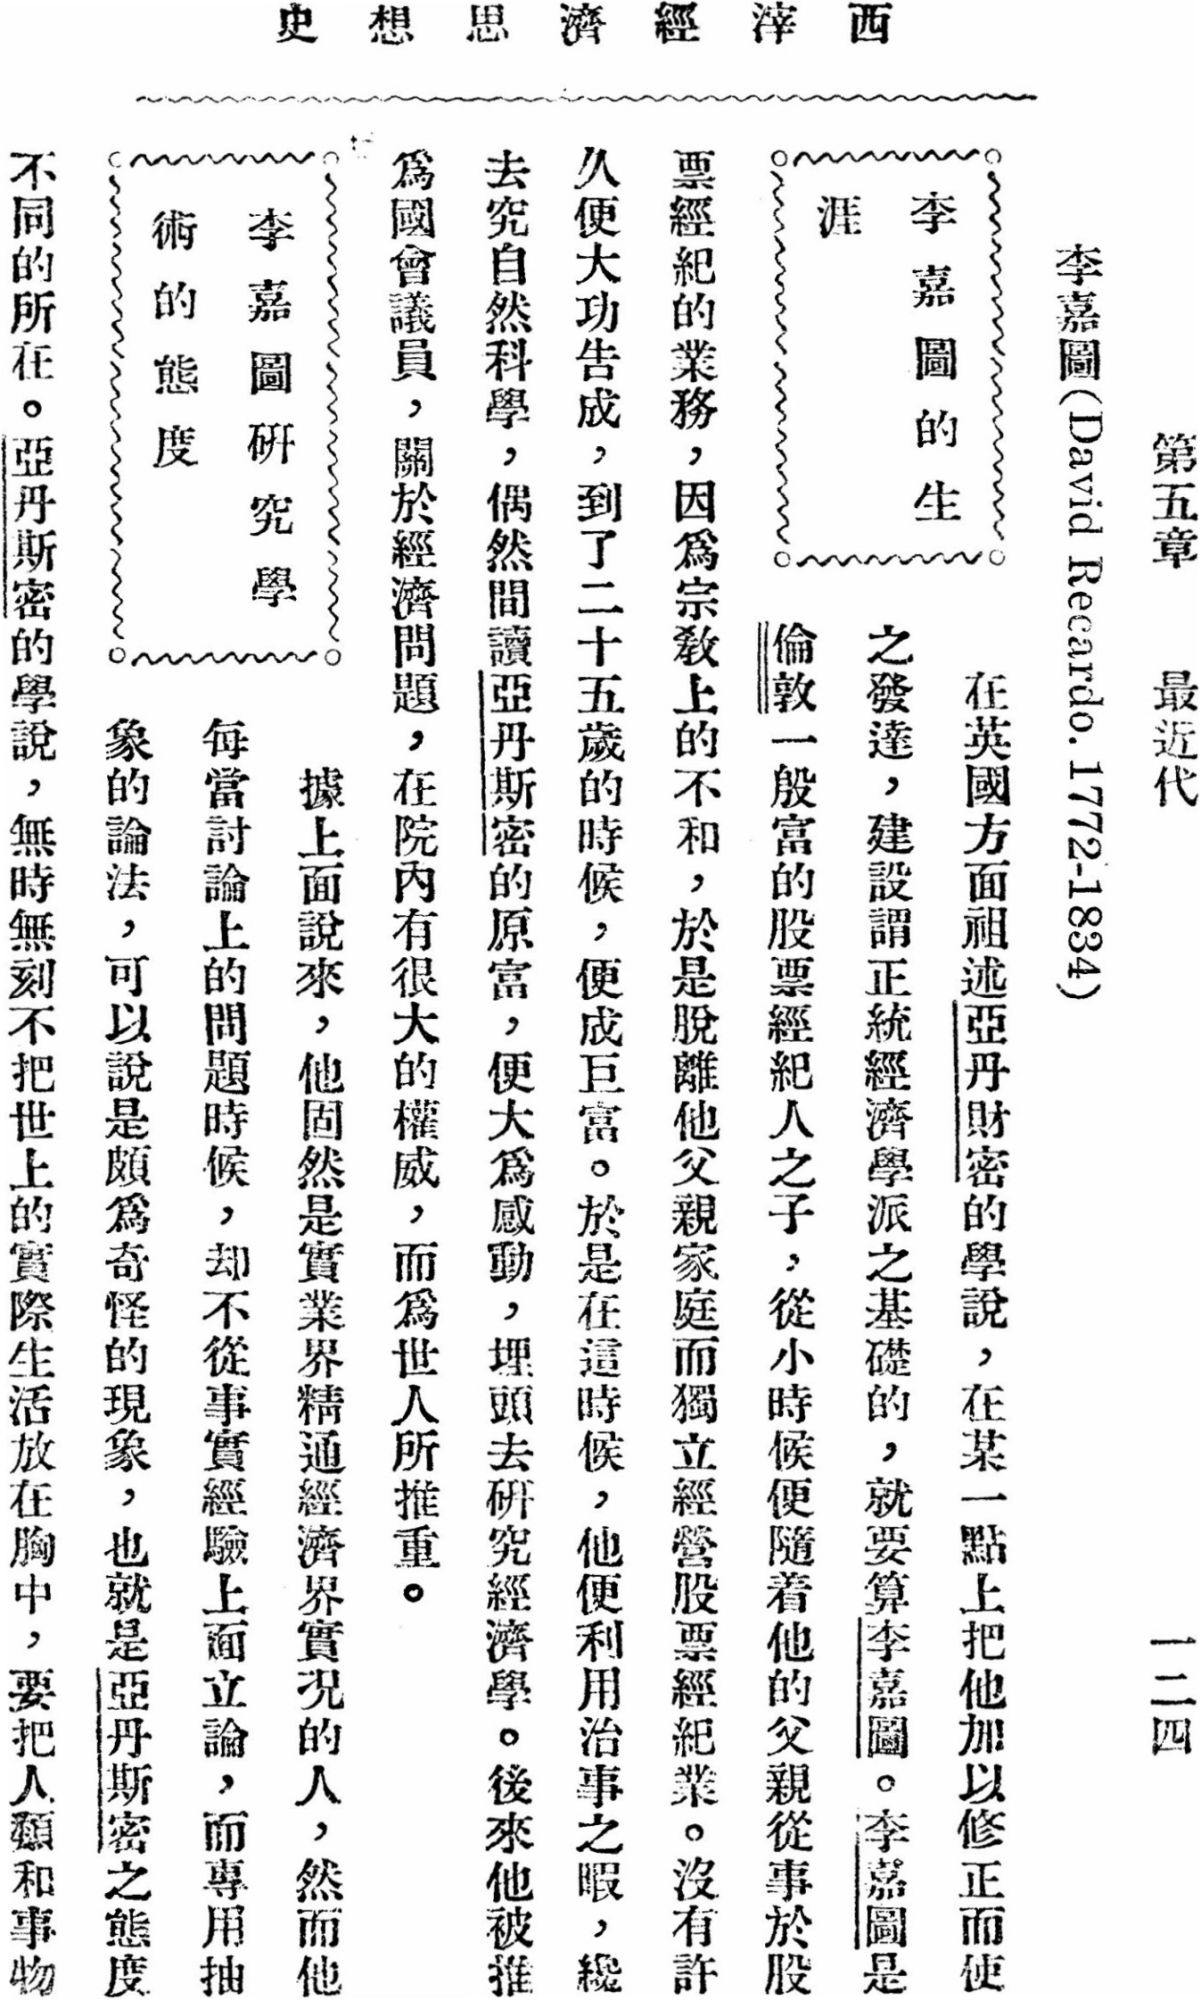 西洋經濟思想史
第五章　最近代　一二四
李嘉圖(David Recardo. 1772-1834)
李嘉圖的生
涯
在英國方面祖述亞丹財密的學說，在某一點上把他加以修正而使
之發達，建設謂正統經濟學派之基礎的，就要算李嘉圖。李嘉圖是
倫敦一殷富的股票經紀人之子，從小時候便隨着他的父親從事於股
票經紀的業務，因爲宗敎上的不和，於是脫離他父親家庭而獨立經營股票經紀業。沒有許
久便大功告成，到了二十五歲的時候，便成巨富。於是在這時候，他便利用治事之暇，纔
去究自然科學，偶然間讀亞丹斯密的原富，便大爲感動，埋頭去研究經濟學。後來他被推
爲國會議員，關於經濟問題，在院內有很大的權威，而爲世人所推重。
李嘉圖研究學
術的態度
據上面說來，他固然是實業界精通經濟界實況的人，然而他
每當討論上的問題時候，却不從事實經驗上面立論，而專用抽
象的論法，可以說是頗爲奇怪的現象，也就是亞丹斯密之態度
不同的所在。亞丹斯密的學說，無時無刻不把世上的實際生活放在胸中，要把人類和事物